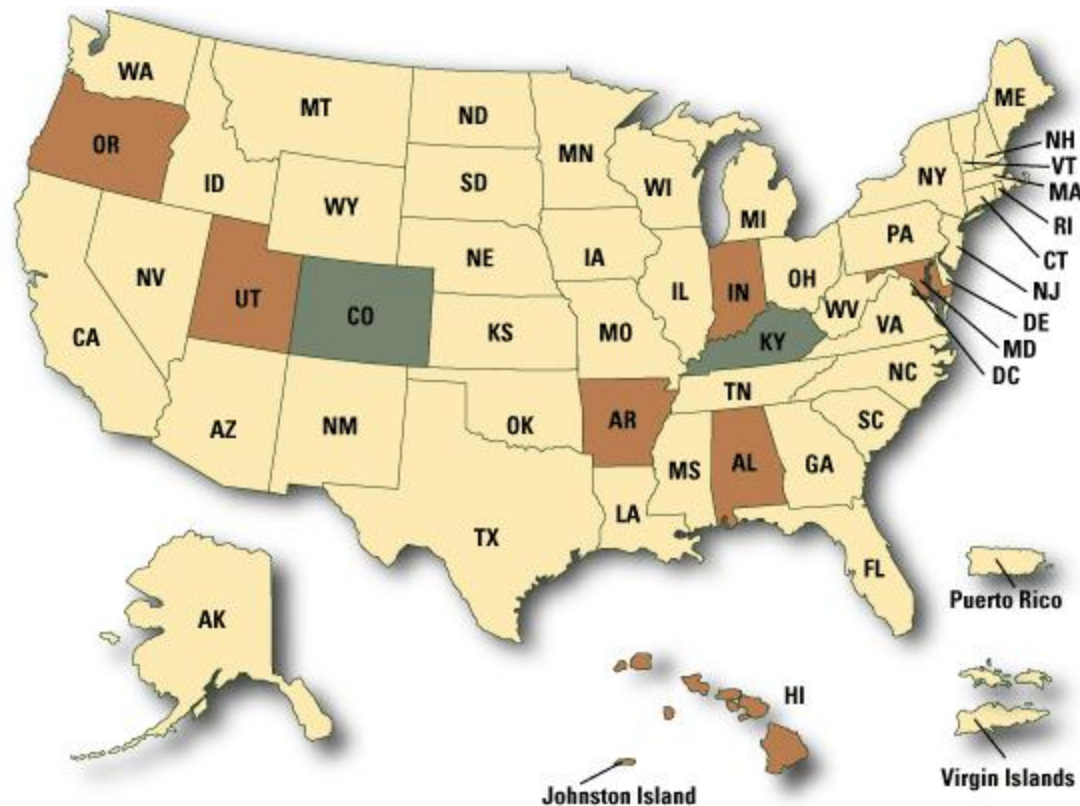 WA
MT
ND
MN
ME
OR
ID
WY
SD
WI
MI
NY
NH
VT
MA
RI
CT
NJ
DE
MD
DC
NV
UT
CO
NE
IA
IL
IN
OH
PA
WV
VA
CA
KS
MO
KY
NC
TN
SC
AZ
NM
OK
AR
MS
AL
GA
TX
LA
FL
AK
HI
Puerto Rico
Johnston Island
Virgin Islands